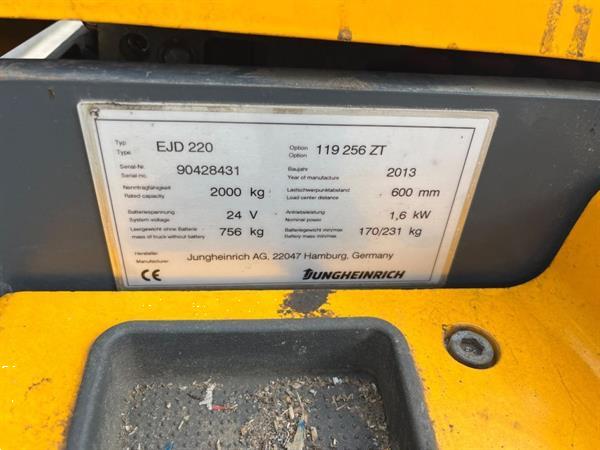 Typ EJD 220 Option 119 256 ZT
Type Option
Serial-Nr. 90428431 Baujahr 2013
Serial no. Year of manufacture
Nenntragfähigkeit 2000 kg Lastschwerpunktabstand 600 mm
Rated capacity Load center distance
Batteriespannung 24 V Antriebsleistung 1,6 kW
System voltage Nominal power
Leergewicht ohne Batterie 756 kg Batteriegewicht min/max 170/231 kg
mass of truck without battery Battery mass min/max
Hersteller Jungheinrich AG, 22047 Hamburg, Germany
Manufacturer
CE JUNGHEINRICH